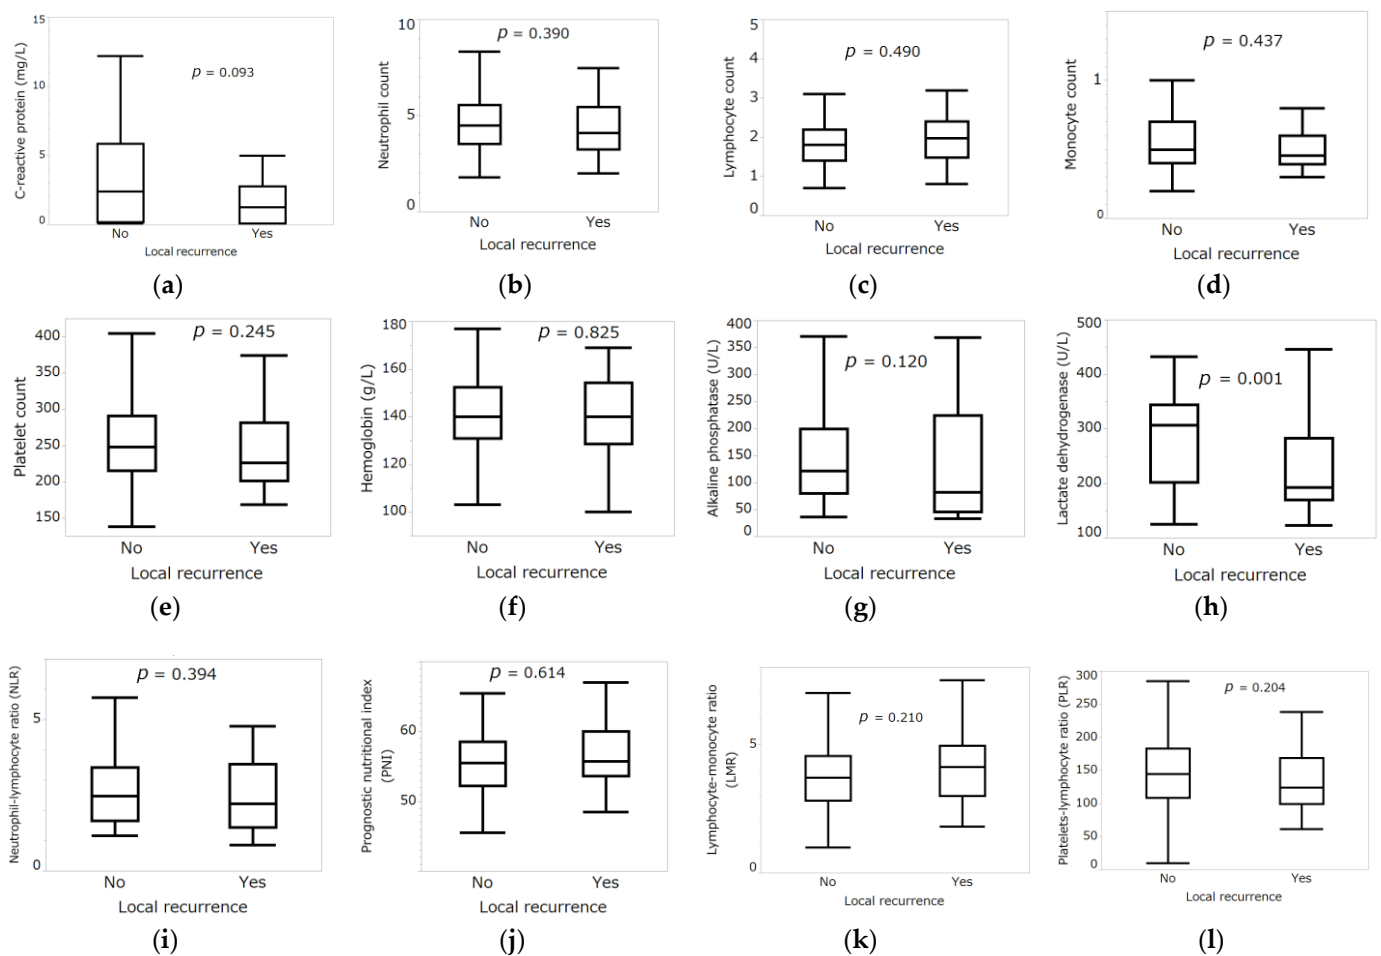 C-reactive protein (mg/L)
15
10
5
0
p = 0.093
No
Yes
Local recurrence
(a)
Neutrophil count
10
5
0
p = 0.390
No
Yes
Local recurrence
(b)
Lymphocyte count
5
4
3
2
1
0
p = 0.490
No
Yes
Local recurrence
(c)
Monocyte count
1
0
p = 0.437
No
Yes
Local recurrence
(d)
Platelet count
400
350
300
250
200
150
p = 0.245
No
Yes
Local recurrence
(e)
Hemoglobin (g/L)
180
160
140
120
100
p = 0.825
No
Yes
Local recurrence
(f)
Alkaline phosphatase (U/L)
400
350
300
250
200
150
100
50
0
p = 0.120
No
Yes
Local recurrence
(g)
Lactate dehydrogenase (U/L)
500
400
300
200
100
p = 0.001
No
Yes
Local recurrence
(h)
Neutrophil-lymphocyte ratio (NLR)
5
0
p = 0.394
No
Yes
Local recurrence
(i)
Prognostic nutritional index
(PNI)
60
50
p = 0.614
No
Yes
Local recurrence
(j)
Lymphocyte-monocyte ratio
(LMR)
5
0
p = 0.210
No
Yes
Local recurrence
(k)
Platelets-lymphocyte ratio (PLR)
300
250
200
150
100
50
0
p = 0.204
No
Yes
Local recurrence
(l)